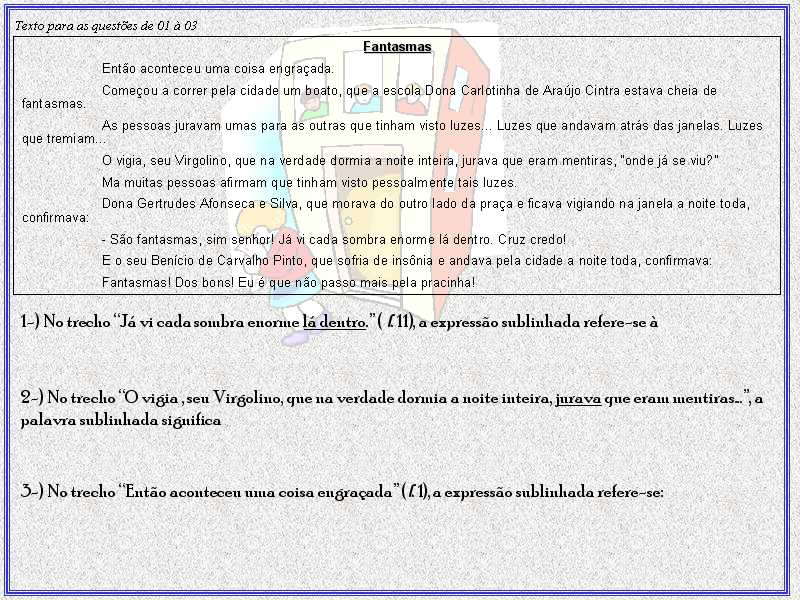 Texto para as questões de 01 à 03
Fantasmas
Então aconteceu uma coisa engraçada.
Começou a correr pela cidade um boato, que a escola Dona Carlotinha de Araújo Cintra estava cheia de
fantasmas.
As pessoas juravam umas para as outras que tinham visto luzes... Luzes que andavam atrás das janelas. Luzes
que tremiam...
O vigia, seu Virgolino, que na verdade dormia a noite inteira, jurava que eram mentiras, "onde já se viu?"
Ma muitas pessoas afirmam que tinham visto pessoalmente tais luzes.
Dona Gertrudes Afonseca e Silva, que morava do outro lado da praça e ficava vigiando na janela a noite toda,
confirmava:
- São fantasmas, sim senhor! Já vi cada sombra enorme lá dentro. Cruz credo!
E o seu Benício de Carvalho Pinto, que sofria de insônia e andava pela cidade a noite toda, confirmava:
Fantasmas! Dos bons! Eu é que não passo mais pela pracinha!
1-) No trecho “Já vi cada sombra enorme lá dentro.” ( ℓ 11), a expressão sublinhada refere-se à
2-) No trecho “O vigia , seu Virgolino, que na verdade dormia a noite inteira, jurava que eram mentiras...”, a
palavra sublinhada significa
3-) No trecho “Então aconteceu uma coisa engraçada” (ℓ 1), a expressão sublinhada refere-se: